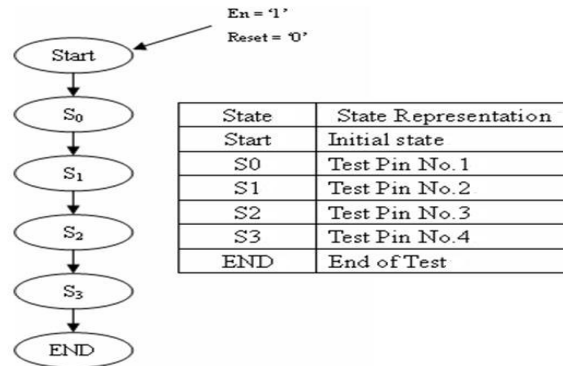 En = '1'
Reset = '0'
Start
S0
S1
S2
S3
END
State State Representation
Start Initial state
S0 Test Pin No.1
S1 Test Pin No.2
S2 Test Pin No.3
S3 Test Pin No.4
END End of Test